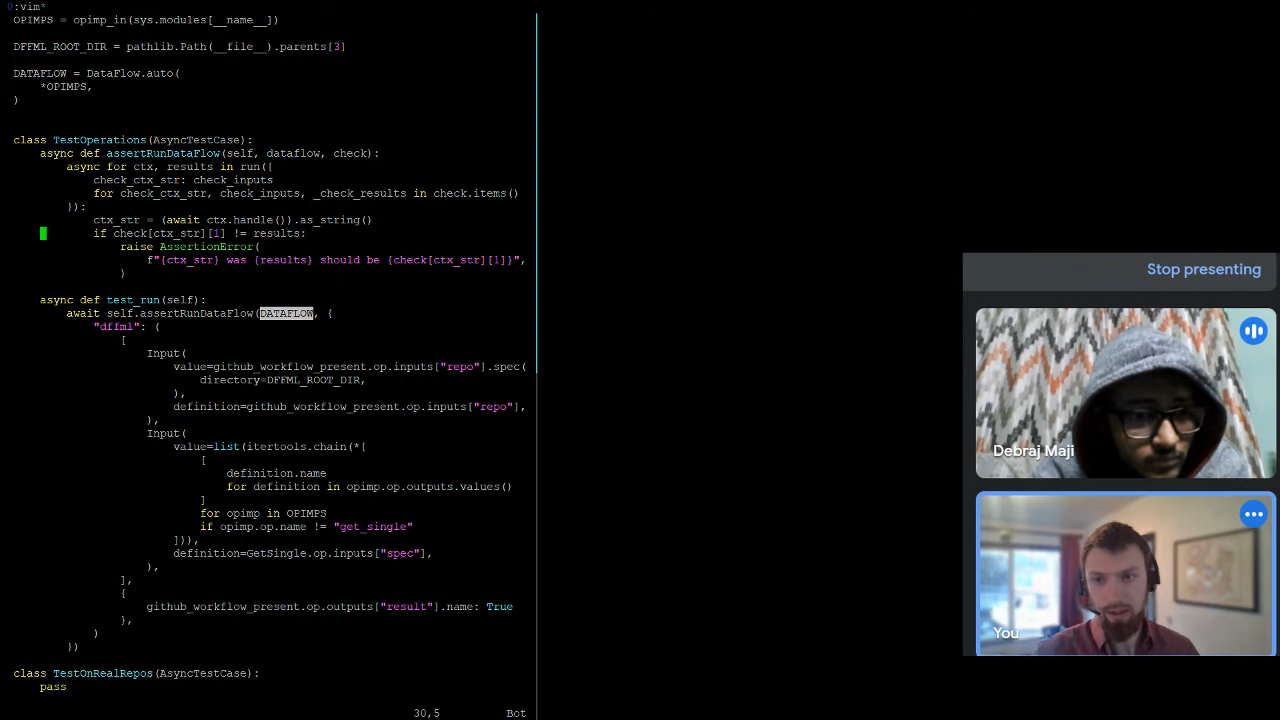 0:vim*
OPIMPS = opimp_in(sys.modules[__name__])
DFFML_ROOT_DIR = pathlib.Path(__file__).parents[3]
DATAFLOW = DataFlow.auto(
    *OPIMPS,
)
class TestOperations(AsyncTestCase):
    async def assertRunDataFlow(self, dataflow, check):
        async for ctx, results in run({
            check_ctx_str: check_inputs
            for check_ctx_str, check_inputs, _check_results in check.items()
        }):
            ctx_str = (await ctx.handle()).as_string()
            if check[ctx_str][1] != results:
                raise AssertionError(
                    f"{ctx_str} was {results} should be {check[ctx_str][1]}",
                )
    async def test_run(self):
        await self.assertRunDataFlow(DATAFLOW, {
            "dffml": (
                [
                    Input(
                        value=github_workflow_present.op.inputs["repo"].spec(
                            directory=DFFML_ROOT_DIR,
                        ),
                        definition=github_workflow_present.op.inputs["repo"],
                    ),
                    Input(
                        value=list(itertools.chain(*[
                            [
                                definition.name
                                for definition in opimp.op.outputs.values()
                            ]
                            for opimp in OPIMPS
                            if opimp.op.name != "get_single"
                        ])),
                        definition=GetSingle.op.inputs["spec"],
                    ),
                ],
                {
                    github_workflow_present.op.outputs["result"].name: True
                },
            )
        })
class TestOnRealRepos(AsyncTestCase):
    pass
30,5 Bot
Stop presenting
Debraj Maji
You